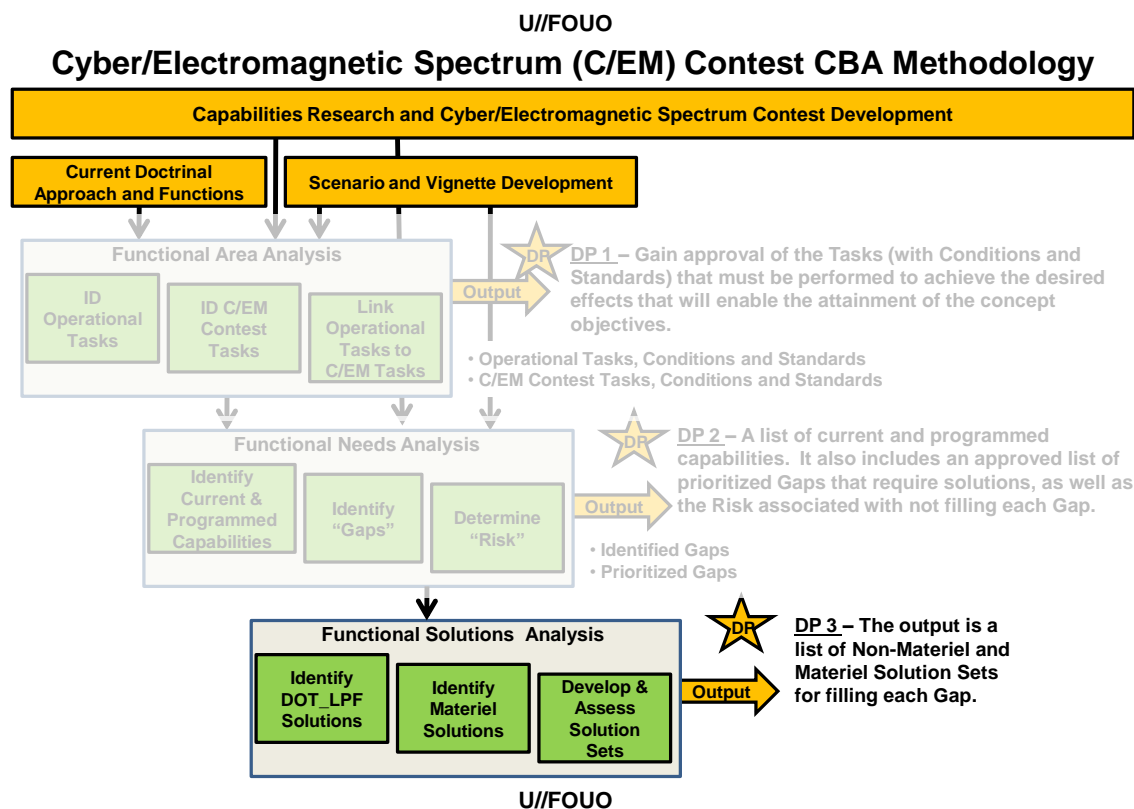 U//FOUO
Cyber/Electromagnetic Spectrum (C/EM) Contest CBA Methodology
Capabilities Research and Cyber/Electromagnetic Spectrum Contest Development
Current Doctrinal
Approach and Functions
Scenario and Vignette Development
Functional Area Analysis
ID
Operational
Tasks
ID C/EM
Contest
Tasks
Link
Operational
Tasks to
C/EM Tasks
Output
DP
DP 1 – Gain approval of the Tasks (with Conditions and
Standards) that must be performed to achieve the desired
effects that will enable the attainment of the concept
objectives.
• Operational Tasks, Conditions and Standards
• C/EM Contest Tasks, Conditions and Standards
Functional Needs Analysis
Identify
Current &
Programmed
Capabilities
Identify
“Gaps”
Determine
“Risk”
Output
DP
DP 2 – A list of current and programmed
capabilities. It also includes an approved list of
prioritized Gaps that require solutions, as well as
the Risk associated with not filling each Gap.
• Identified Gaps
• Prioritized Gaps
Functional Solutions Analysis
Identify
DOT_LPF
Solutions
Identify
Materiel
Solutions
Develop &
Assess
Solution
Sets
Output
DP
DP 3 – The output is a
list of Non-Materiel and
Materiel Solution Sets
for filling each Gap.
U//FOUO